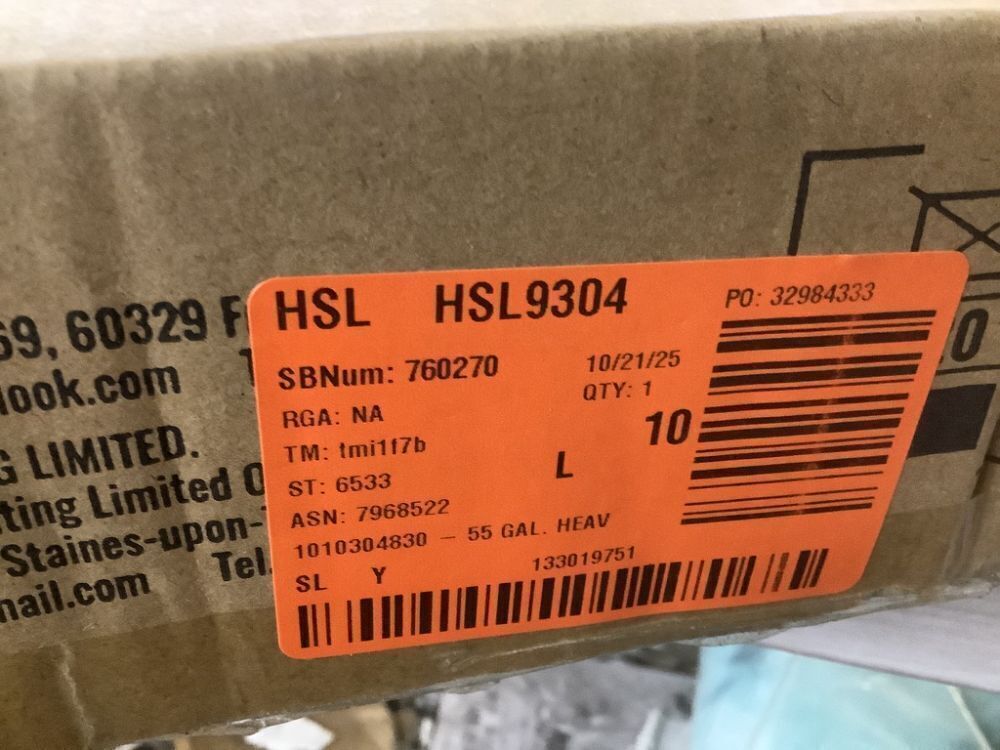 69, 60329 F
look.com
G LIMITED.
ting Limited
Staines-upon-
mail.com Tel.
HSL HSL9304 PO: 32984333
SBNum: 760270 10/21/25
QTY: 1
RGA: NA
10
TM: tmi1f7b
L
ST: 6533
ASN: 7968522
1010304830 – 55 GAL. HEAV
SL Y 133019751